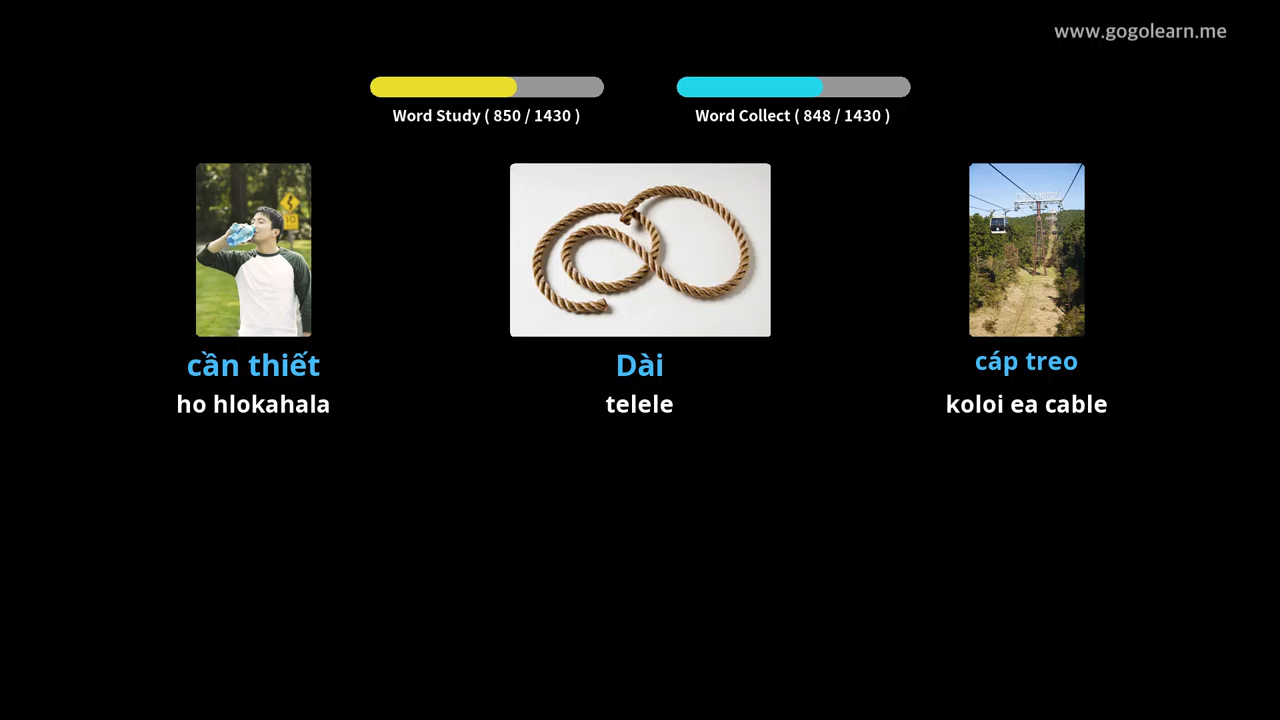 www.gogolearn.me
Word Study ( 850 / 1430 )
Word Collect ( 848 / 1430 )
cần thiết
ho hlokahala
Dài
telele
cáp treo
koloi ea cable